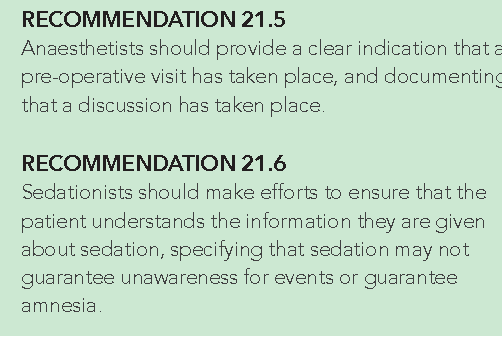 RECOMMENDATION 21.5
Anaesthetists should provide a clear indication that a
pre-operative visit has taken place, and documenting
that a discussion has taken place.
RECOMMENDATION 21.6
Sedationists should make efforts to ensure that the
patient understands the information they are given
about sedation, specifying that sedation may not
guarantee unawareness for events or guarantee
amnesia.